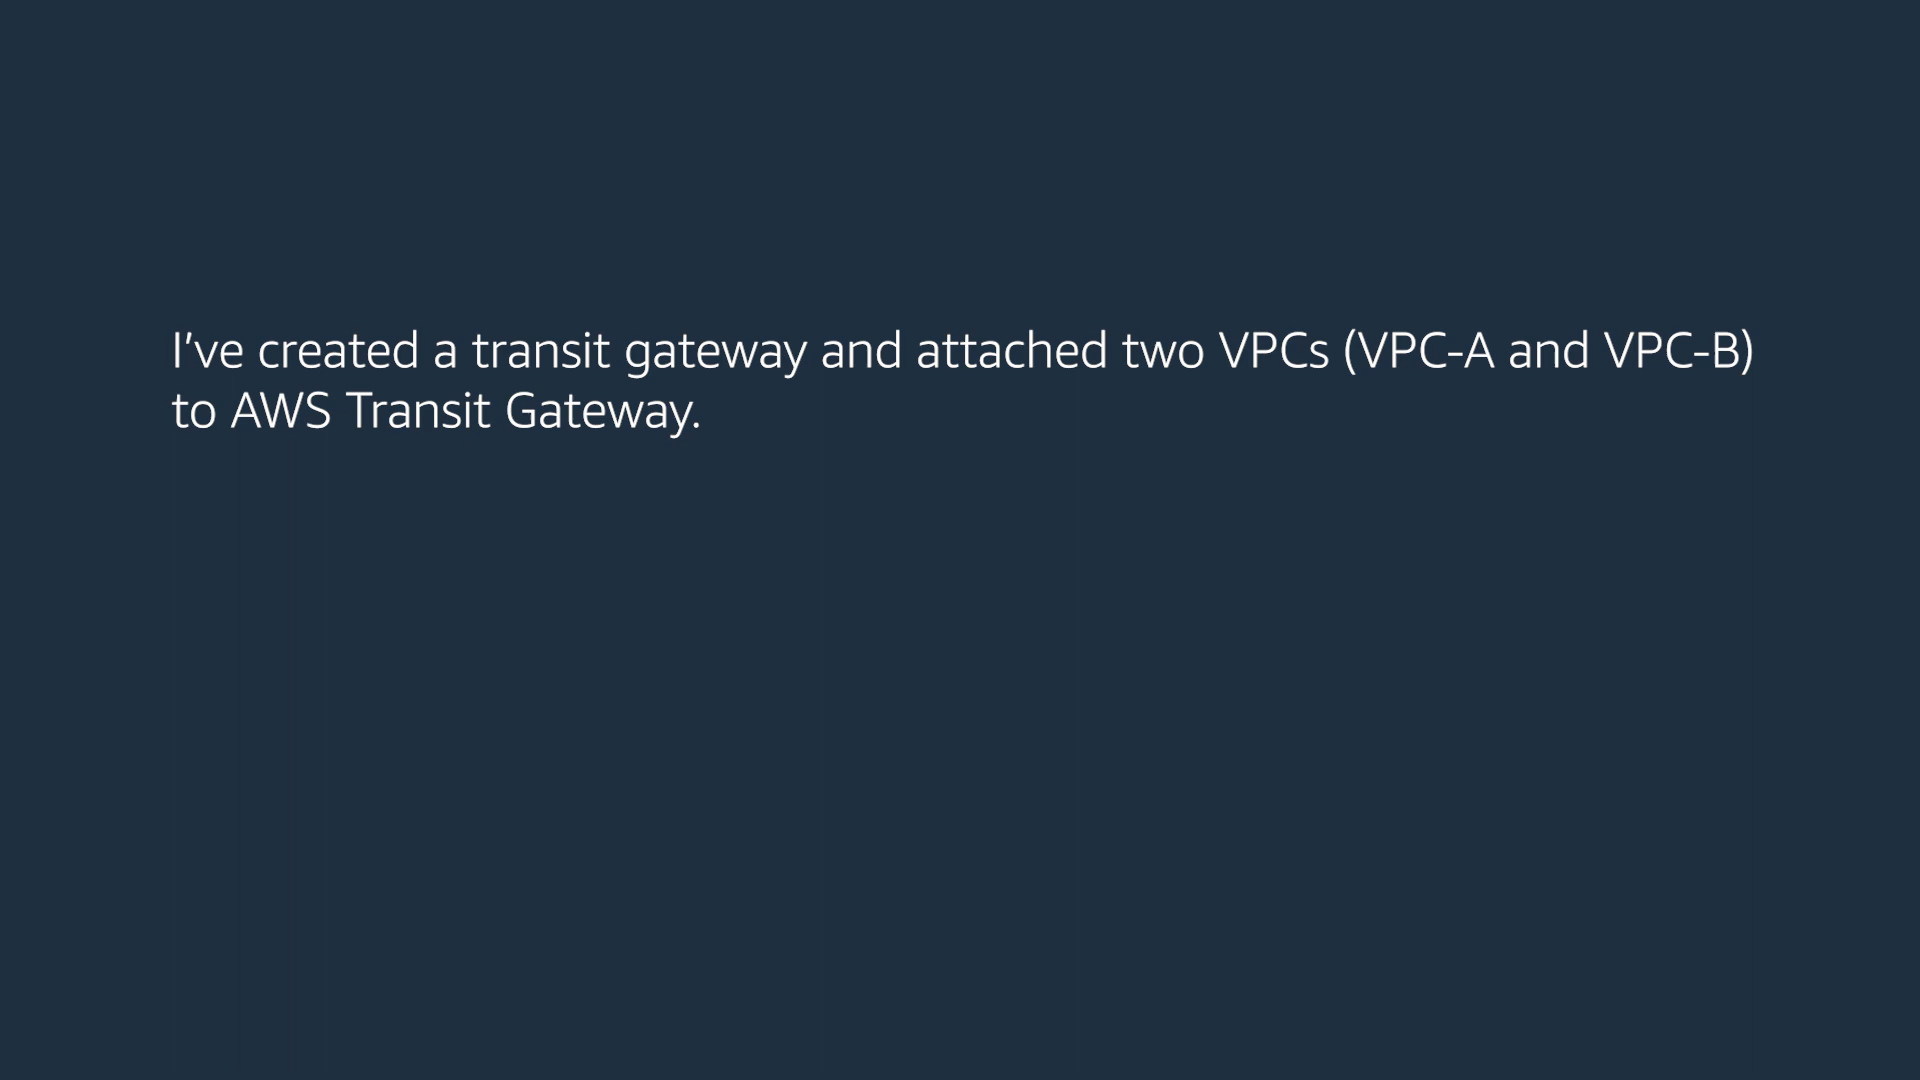 I've created a transit gateway and attached two VPCs (VPC-A and VPC-B)
to AWS Transit Gateway.